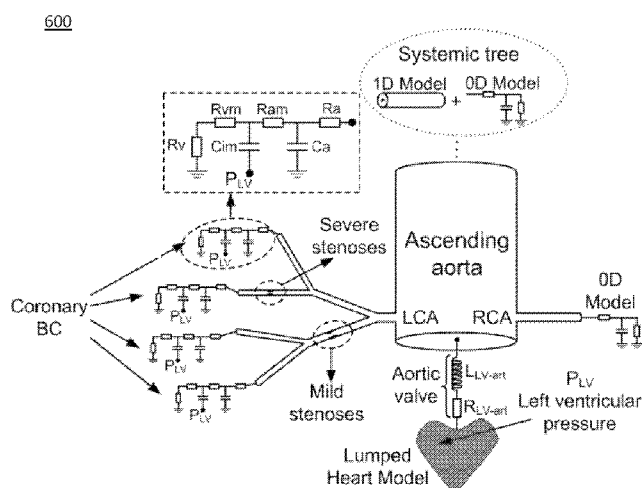 600
Systemic tree
1D Model
0D Model
+
Rvm
Ram
Ra
Rv
Cim
Ca
PLV
Severe
stenoses
Ascending
aorta
PLV
Coronary
BC
PLV
PLV
PLV
LCA
RCA
0D
Model
Mild
stenoses
Aortic
valve
LLV-art
RLV-art
PLV
Left ventricular
pressure
Lumped
Heart Model